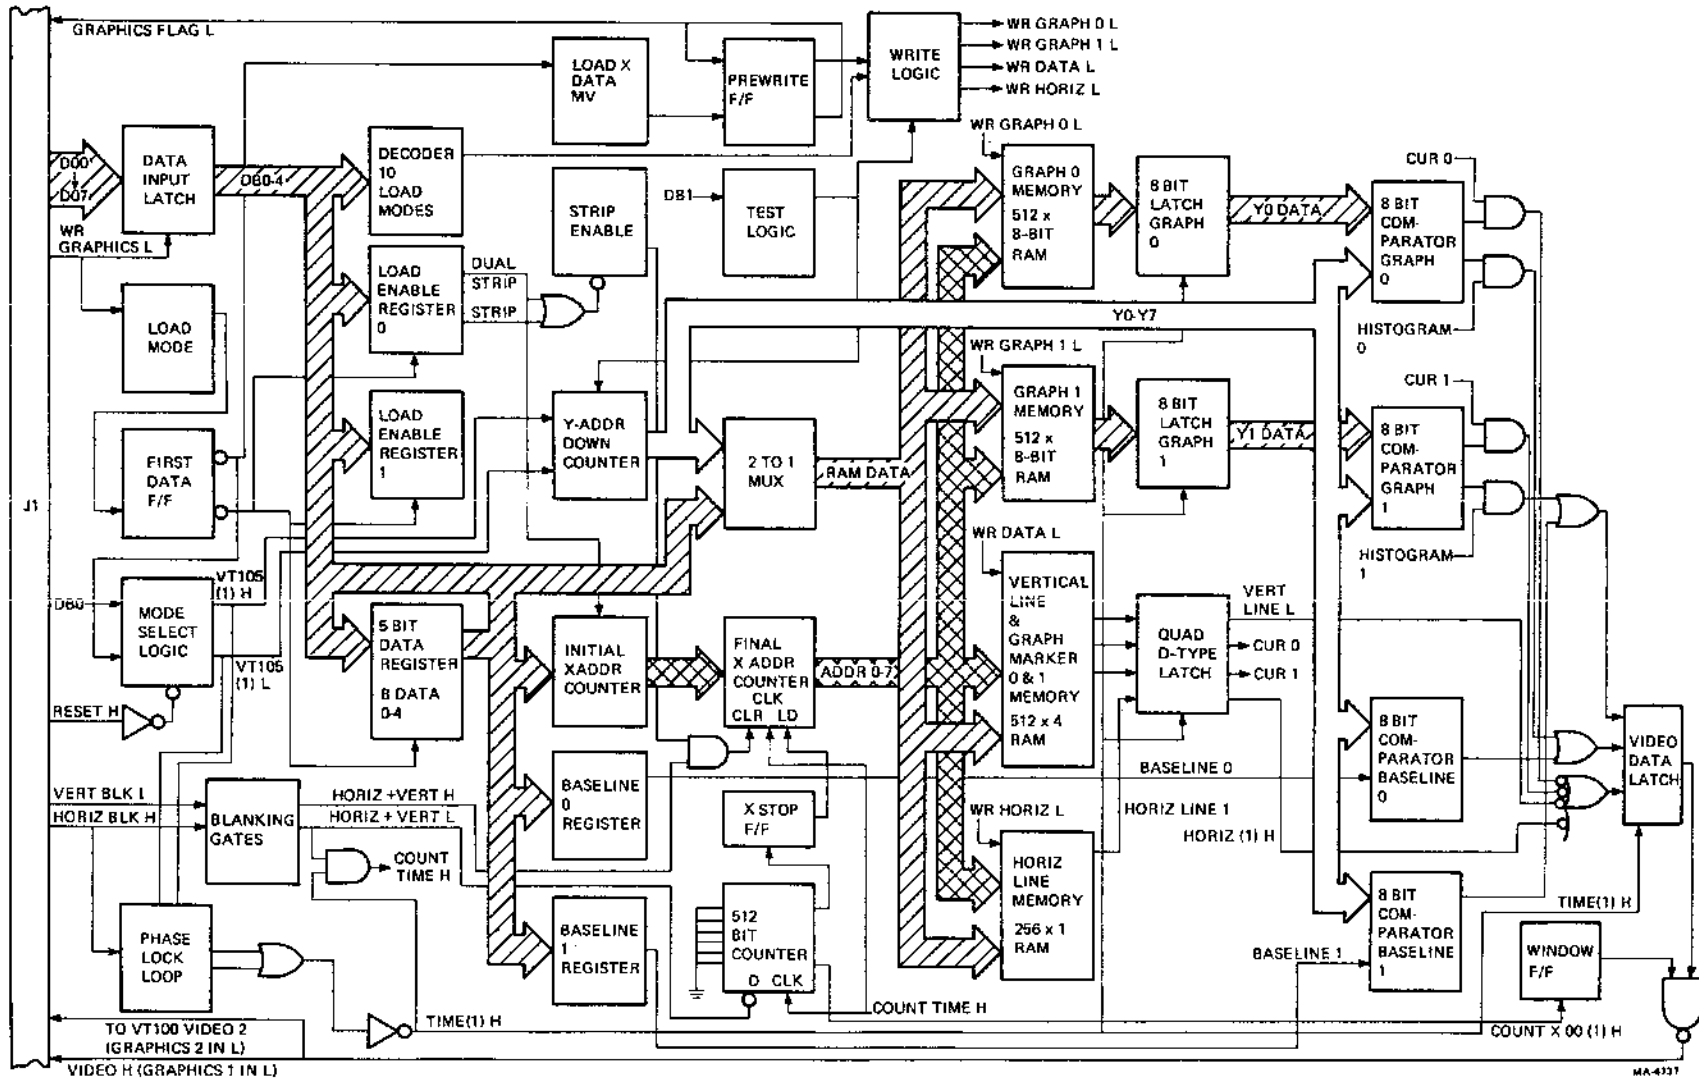 GRAPHICS FLAG L
J1
D00
D07
WR
GRAPHICS L
DATA
INPUT
LATCH
DB0-4
LOAD
MODE
FIRST
DATA
F/F
DB0
MODE
SELECT
LOGIC
VT105
(1) H
VT105
(1) L
RESET H
VERT BLK L
HORIZ BLK H
BLANKING
GATES
HORIZ + VERT H
HORIZ + VERT L
COUNT
TIME H
PHASE
LOCK
LOOP
TIME(1) H
TO VT100 VIDEO 2
(GRAPHICS 2 IN L)
VIDEO H (GRAPHICS 1 IN L)
LOAD X
DATA
MV
PREWRITE
F/F
WRITE
LOGIC
WR GRAPH 0 L
WR GRAPH 1 L
WR DATA L
WR HORIZ L
DECODER
10
LOAD
MODES
LOAD
ENABLE
REGISTER
0
DUAL
STRIP
STRIP
STRIP
ENABLE
DB1
TEST
LOGIC
LOAD
ENABLE
REGISTER
1
Y-ADDR
DOWN
COUNTER
2 TO 1
MUX
RAM DATA
5 BIT
DATA
REGISTER
B DATA
0-4
INITIAL
XADDR
COUNTER
FINAL
X ADDR
COUNTER
CLK
CLR LD
ADDR 0-7
BASELINE
0
REGISTER
X STOP
F/F
BASELINE
1
REGISTER
512
BIT
COUNTER
0 CLK
COUNT TIME H
WR GRAPH 0 L
GRAPH 0
MEMORY
512 x
8-BIT
RAM
8 BIT
LATCH
GRAPH
0
Y0 DATA
8 BIT
COM-
PARATOR
GRAPH
0
CUR 0
HISTOGRAM
0
Y0-Y7
WR GRAPH 1 L
GRAPH 1
MEMORY
512 x
8-BIT
RAM
8 BIT
LATCH
GRAPH
1
Y1 DATA
8 BIT
COM-
PARATOR
GRAPH
1
CUR 1
HISTOGRAM
1
WR DATA L
VERTICAL
LINE
&
GRAPH
MARKER
0 & 1
MEMORY
512 x 4
RAM
QUAD
D-TYPE
LATCH
VERT
LINE L
CUR 0
CUR 1
BASELINE 0
HORIZ LINE 1
HORIZ (1) H
WR HORIZ L
HORIZ
LINE
MEMORY
256 x 1
RAM
8 BIT
COM-
PARATOR
BASELINE
0
VIDEO
DATA
LATCH
8 BIT
COM-
PARATOR
BASELINE
1
BASELINE 1
TIME(1) H
WINDOW
F/F
COUNT X 00 (1) H
MA-4337